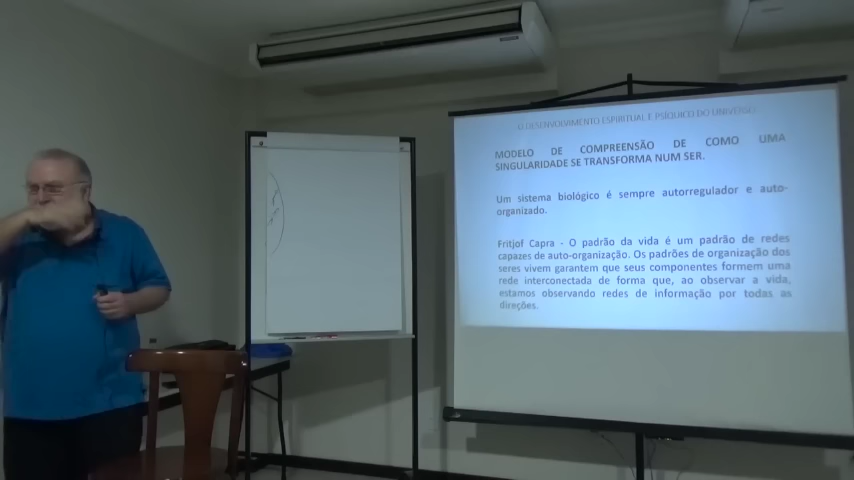 O DESENVOLVIMENTO ESPIRITUAL E PSÍQUICO DO UNIVERSO
MODELO DE COMPREENSÃO DE COMO UMA
SINGULARIDADE SE TRANSFORMA NUM SER.
Um sistema biológico é sempre autorregulador e auto-
organizado.
Fritjof Capra - O padrão da vida é um padrão de redes
capazes de auto-organização. Os padrões de organização dos
seres vivem garantem que seus componentes formem uma
rede interconectada de forma que, ao observar a vida,
estamos observando redes de informação por todas as
direções.